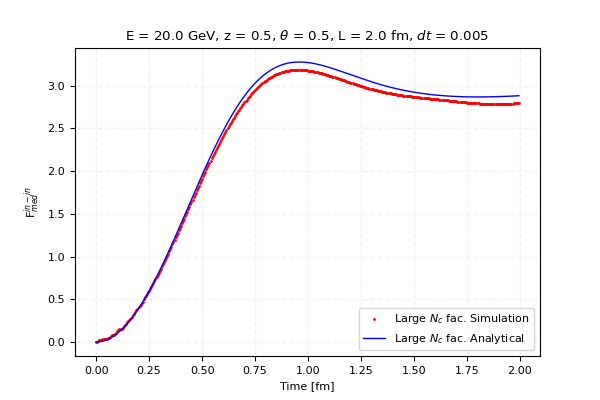 E = 20.0 GeV, z = 0.5, θ = 0.5, L = 2.0 fm, dt = 0.005
3.0
2.5
2.0
1.5
1.0
0.5
0.0
F_{med}^{in-in}
Large N_c fac. Simulation
Large N_c fac. Analytical
0.00 0.25 0.50 0.75 1.00 1.25 1.50 1.75 2.00
Time [fm]